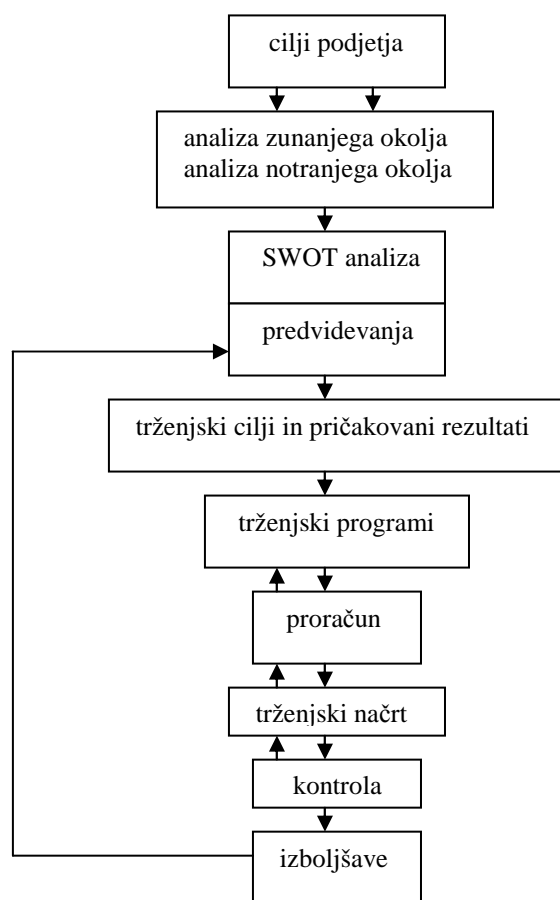 cilji podjetja
analiza zunanjega okolja
analiza notranjega okolja
SWOT analiza
predvidevanja
trženjski cilji in pričakovani rezultati
trženjski programi
proračun
trženjski načrt
kontrola
izboljšave